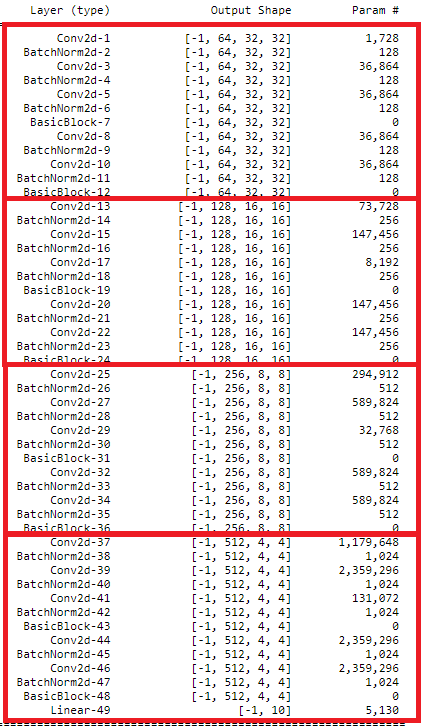 Layer (type) Output Shape Param #
Conv2d-1 [-1, 64, 32, 32] 1,728
BatchNorm2d-2 [-1, 64, 32, 32] 128
Conv2d-3 [-1, 64, 32, 32] 36,864
BatchNorm2d-4 [-1, 64, 32, 32] 128
Conv2d-5 [-1, 64, 32, 32] 36,864
BatchNorm2d-6 [-1, 64, 32, 32] 128
BasicBlock-7 [-1, 64, 32, 32] 0
Conv2d-8 [-1, 64, 32, 32] 36,864
BatchNorm2d-9 [-1, 64, 32, 32] 128
Conv2d-10 [-1, 64, 32, 32] 36,864
BatchNorm2d-11 [-1, 64, 32, 32] 128
BasicBlock-12 [-1, 64, 32, 32] 0
Conv2d-13 [-1, 128, 16, 16] 73,728
BatchNorm2d-14 [-1, 128, 16, 16] 256
Conv2d-15 [-1, 128, 16, 16] 147,456
BatchNorm2d-16 [-1, 128, 16, 16] 256
Conv2d-17 [-1, 128, 16, 16] 8,192
BatchNorm2d-18 [-1, 128, 16, 16] 256
BasicBlock-19 [-1, 128, 16, 16] 0
Conv2d-20 [-1, 128, 16, 16] 147,456
BatchNorm2d-21 [-1, 128, 16, 16] 256
Conv2d-22 [-1, 128, 16, 16] 147,456
BatchNorm2d-23 [-1, 128, 16, 16] 256
BasicBlock-24 [-1, 128, 16, 16] 0
Conv2d-25 [-1, 256, 8, 8] 294,912
BatchNorm2d-26 [-1, 256, 8, 8] 512
Conv2d-27 [-1, 256, 8, 8] 589,824
BatchNorm2d-28 [-1, 256, 8, 8] 512
Conv2d-29 [-1, 256, 8, 8] 32,768
BatchNorm2d-30 [-1, 256, 8, 8] 512
BasicBlock-31 [-1, 256, 8, 8] 0
Conv2d-32 [-1, 256, 8, 8] 589,824
BatchNorm2d-33 [-1, 256, 8, 8] 512
Conv2d-34 [-1, 256, 8, 8] 589,824
BatchNorm2d-35 [-1, 256, 8, 8] 512
BasicBlock-36 [-1, 256, 8, 8] 0
Conv2d-37 [-1, 512, 4, 4] 1,179,648
BatchNorm2d-38 [-1, 512, 4, 4] 1,024
Conv2d-39 [-1, 512, 4, 4] 2,359,296
BatchNorm2d-40 [-1, 512, 4, 4] 1,024
Conv2d-41 [-1, 512, 4, 4] 131,072
BatchNorm2d-42 [-1, 512, 4, 4] 1,024
BasicBlock-43 [-1, 512, 4, 4] 0
Conv2d-44 [-1, 512, 4, 4] 2,359,296
BatchNorm2d-45 [-1, 512, 4, 4] 1,024
Conv2d-46 [-1, 512, 4, 4] 2,359,296
BatchNorm2d-47 [-1, 512, 4, 4] 1,024
BasicBlock-48 [-1, 512, 4, 4] 0
Linear-49 [-1, 10] 5,130